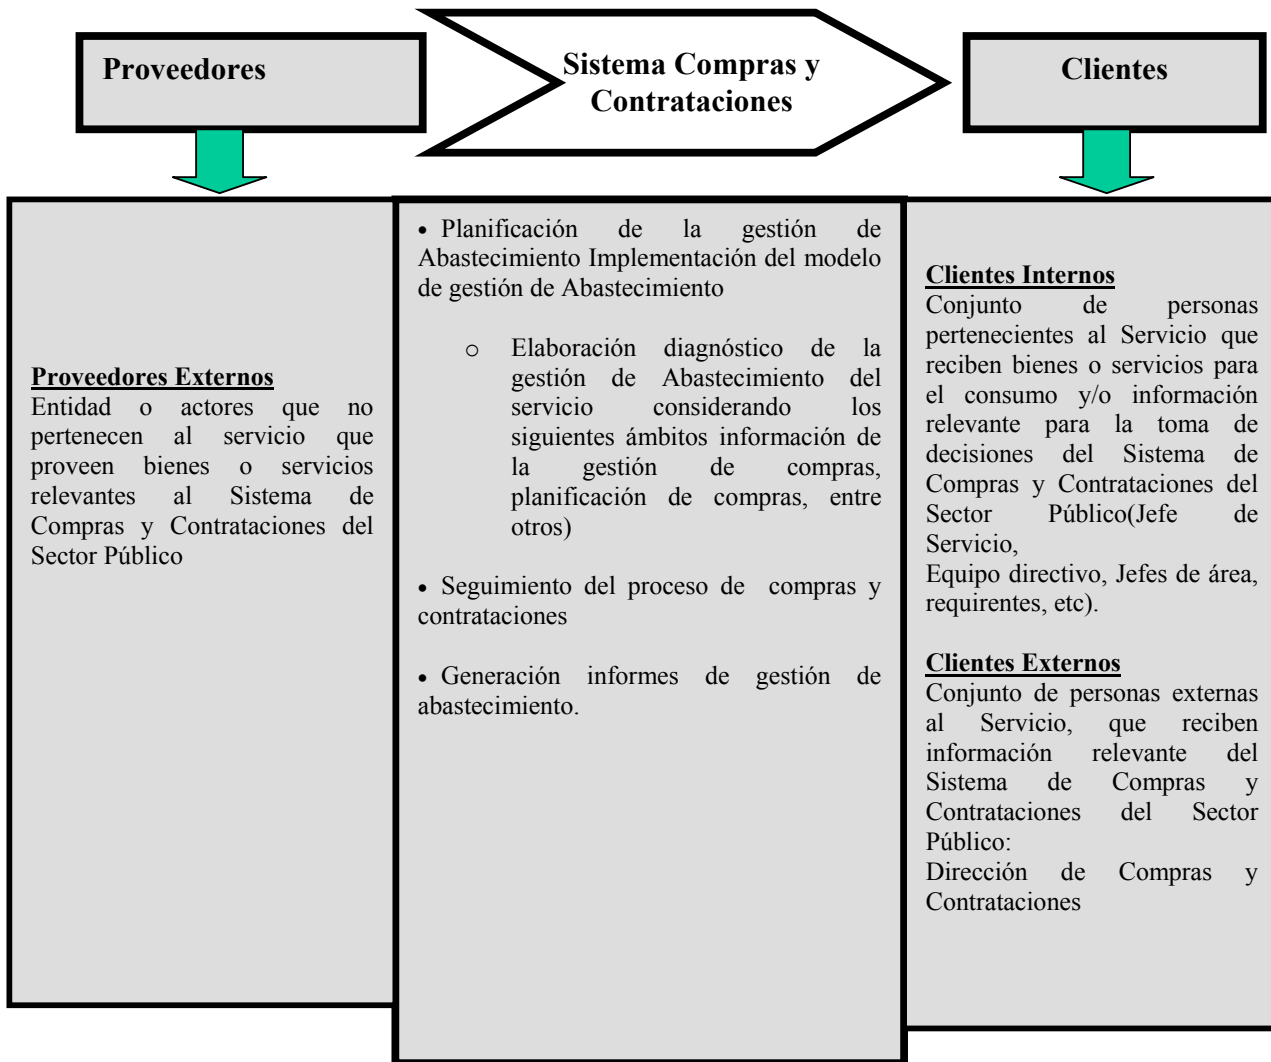 Proveedores
Sistema Compras y
Contrataciones
Clientes
Proveedores Externos
Entidad o actores que no
pertenecen al servicio que
proveen bienes o servicios
relevantes al Sistema de
Compras y Contrataciones del
Sector Público
• Planificación de la gestión de
Abastecimiento Implementación del modelo
de gestión de Abastecimiento
o Elaboración diagnóstico de la
gestión de Abastecimiento del
servicio considerando los
siguientes ámbitos información de
la gestión de compras,
planificación de compras, entre
otros)
• Seguimiento del proceso de compras y
contrataciones
• Generación informes de gestión de
abastecimiento.
Clientes Internos
Conjunto de personas
pertenecientes al Servicio que
reciben bienes o servicios para
el consumo y/o información
relevante para la toma de
decisiones del Sistema de
Compras y Contrataciones del
Sector Público(Jefe de
Servicio,
Equipo directivo, Jefes de área,
requirentes, etc).
Clientes Externos
Conjunto de personas externas
al Servicio, que reciben
información relevante del
Sistema de Compras y
Contrataciones del Sector
Público:
Dirección de Compras y
Contrataciones